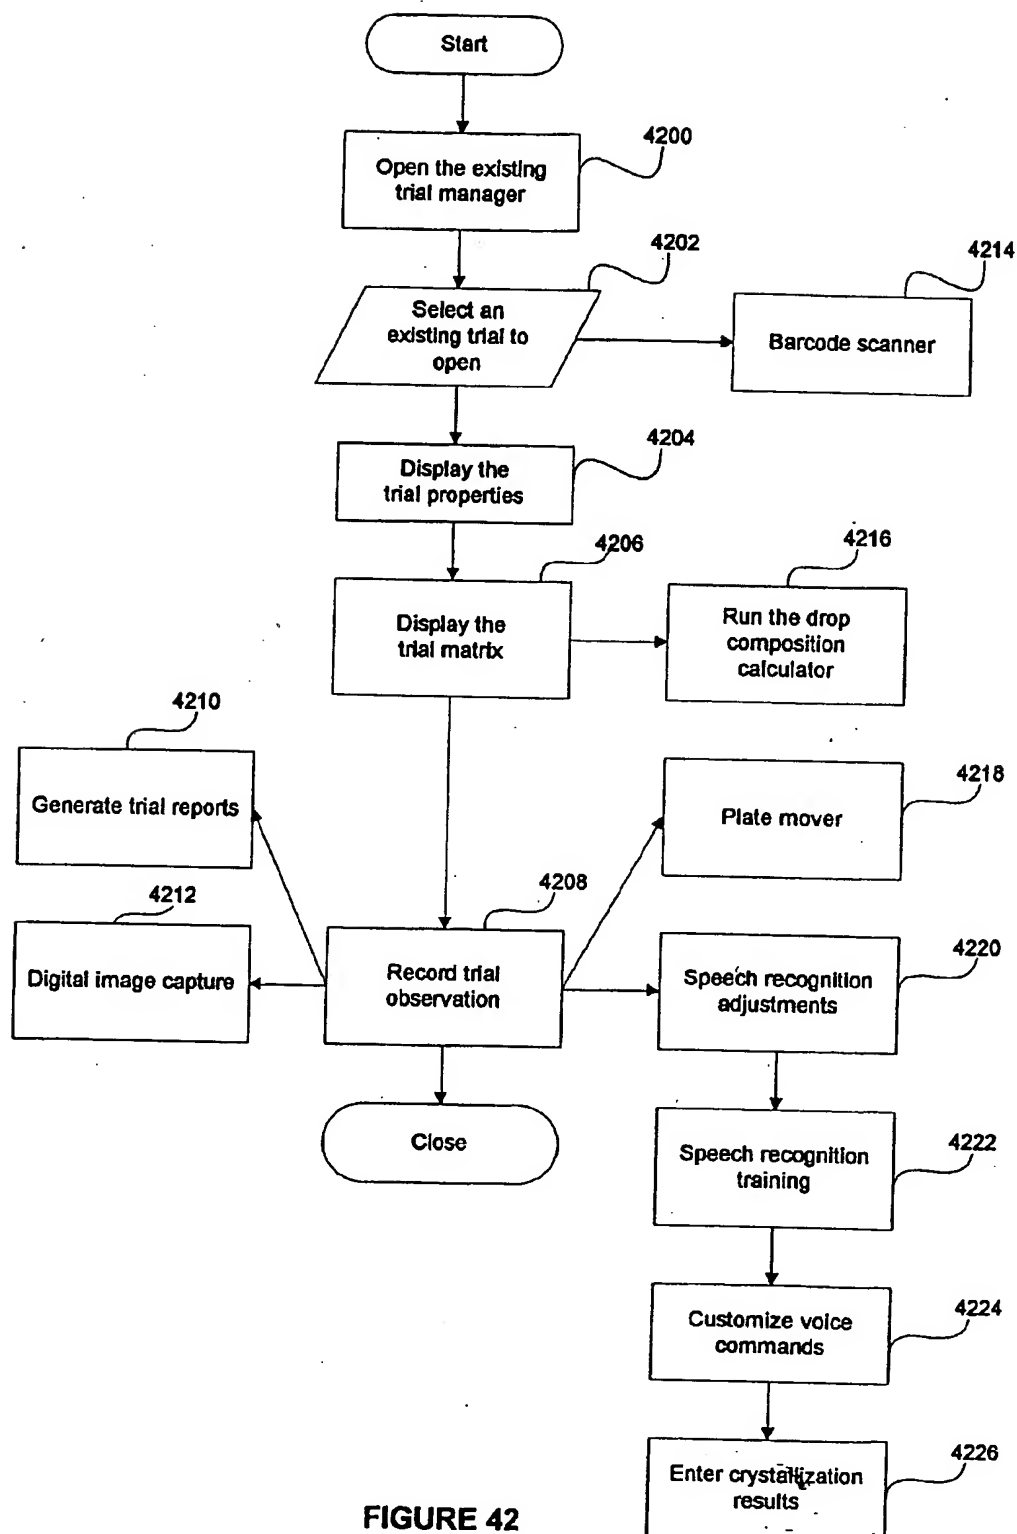 Start
4200
Open the existing
trial manager
4202
4214
Select an
existing trial to
open
Barcode scanner
4204
Display the
trial properties
4206
4216
Display the
trial matrix
Run the drop
composition
calculator
4210
Generate trial reports
4218
Plate mover
4212
4208
Digital image capture
Record trial
observation
4220
Speech recognition
adjustments
Close
4222
Speech recognition
training
4224
Customize voice
commands
4226
Enter crystallization
results
FIGURE 42